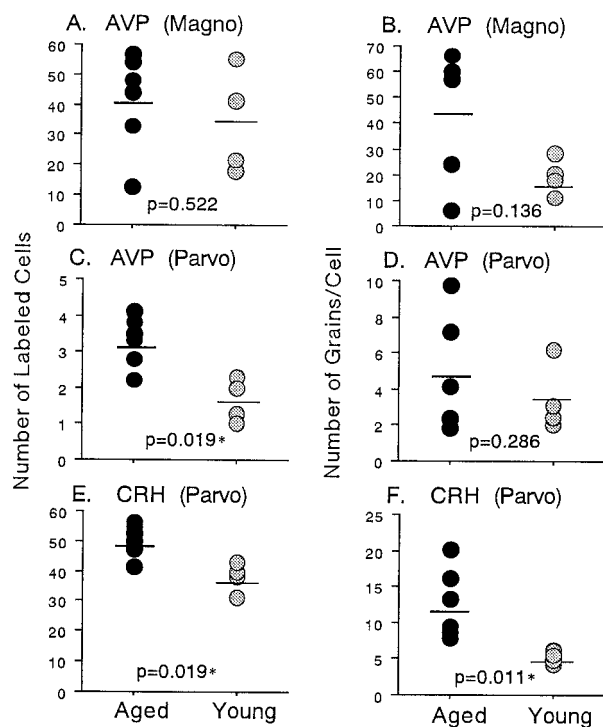 A. AVP (Magno)
60
50
40
30
20
10
0
p=0.522
B. AVP (Magno)
70
60
50
40
30
20
10
0
p=0.136
Number of Labeled Cells
C. AVP (Parvo)
5
4
3
2
1
0
p=0.019*
Number of Grains/Cell
D. AVP (Parvo)
10
8
6
4
2
0
p=0.286
E. CRH (Parvo)
60
50
40
30
20
10
0
p=0.019*
Aged Young
F. CRH (Parvo)
25
20
15
10
5
0
p=0.011*
Aged Young